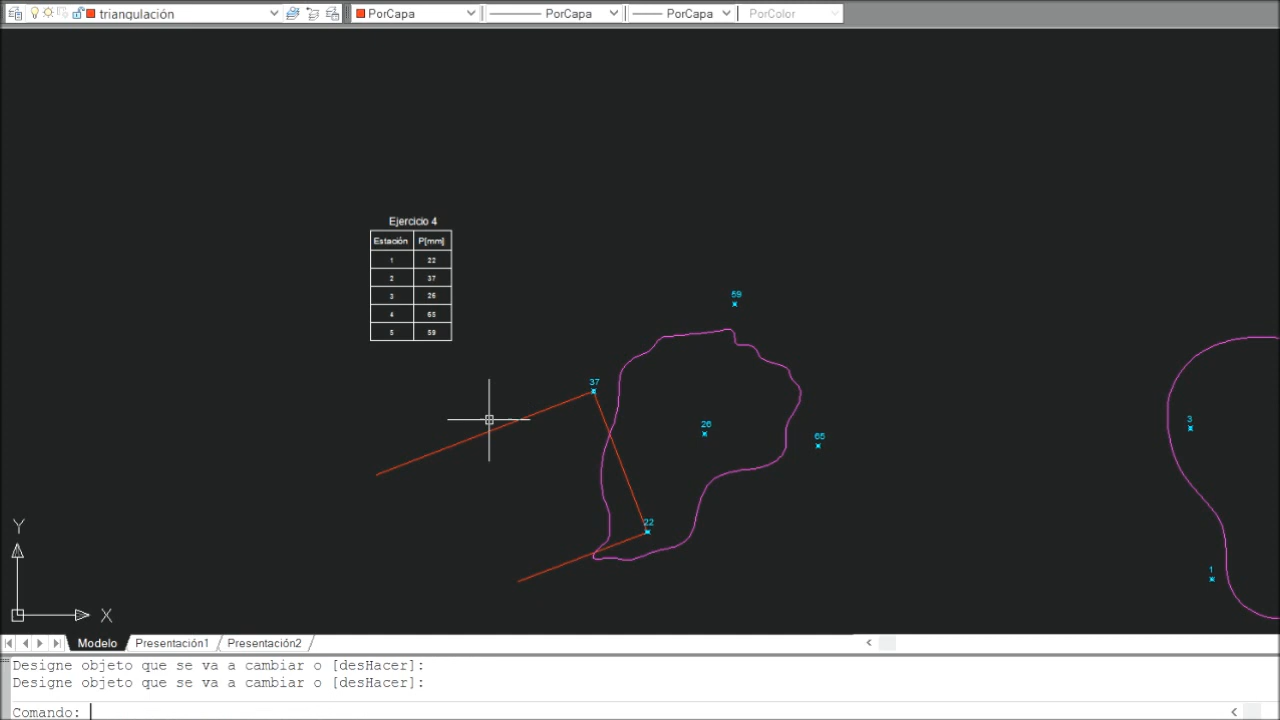 triangulación PorCapa PorCapa PorCapa PorColor
Ejercicio 4
Estación P[mm]
1 22
2 37
3 26
4 65
5 59
59
37
26
65
22
3
1
Y
X
Modelo Presentación1 Presentación2
Designe objeto que se va a cambiar o [desHacer]:
Designe objeto que se va a cambiar o [desHacer]:
Comando: